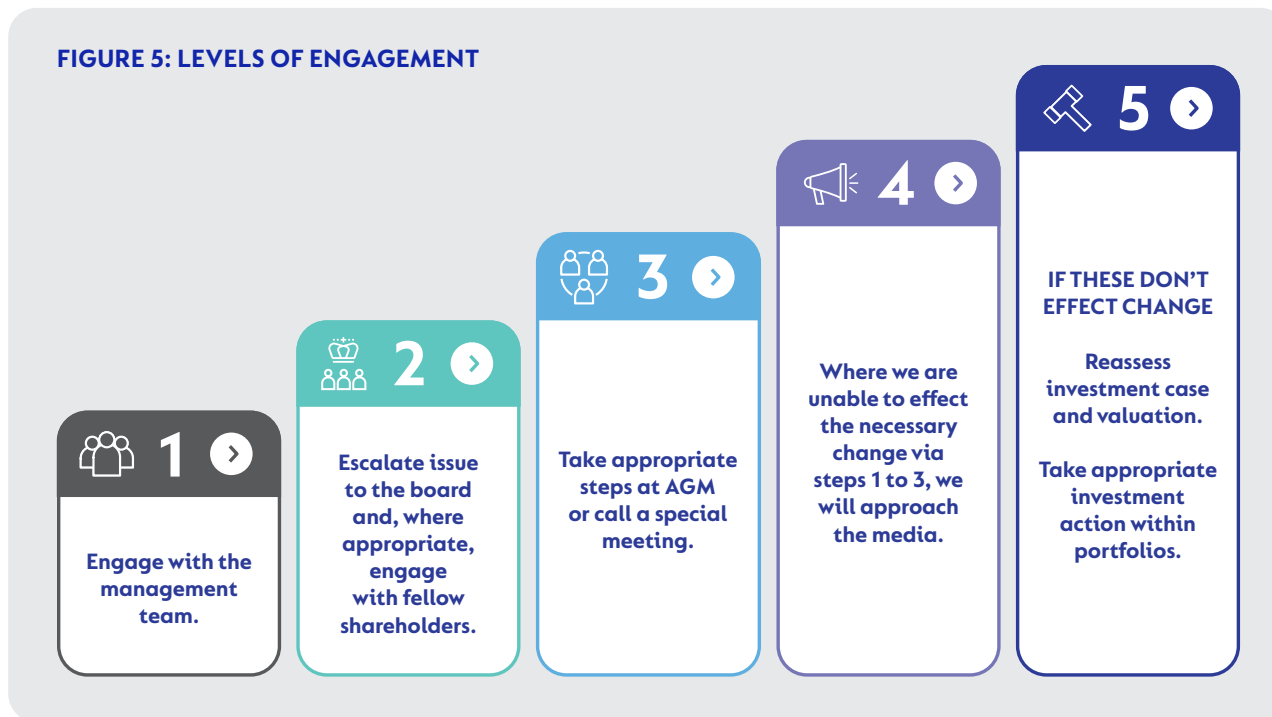 FIGURE 5: LEVELS OF ENGAGEMENT
1
Engage with the
management
team.
2
Escalate issue
to the board
and, where
appropriate,
engage
with fellow
shareholders.
3
Take appropriate
steps at AGM
or call a special
meeting.
4
Where we are
unable to effect
the necessary
change via
steps 1 to 3, we
will approach
the media.
5
IF THESE DON’T
EFFECT CHANGE
Reassess
investment case
and valuation.
Take appropriate
investment
action within
portfolios.